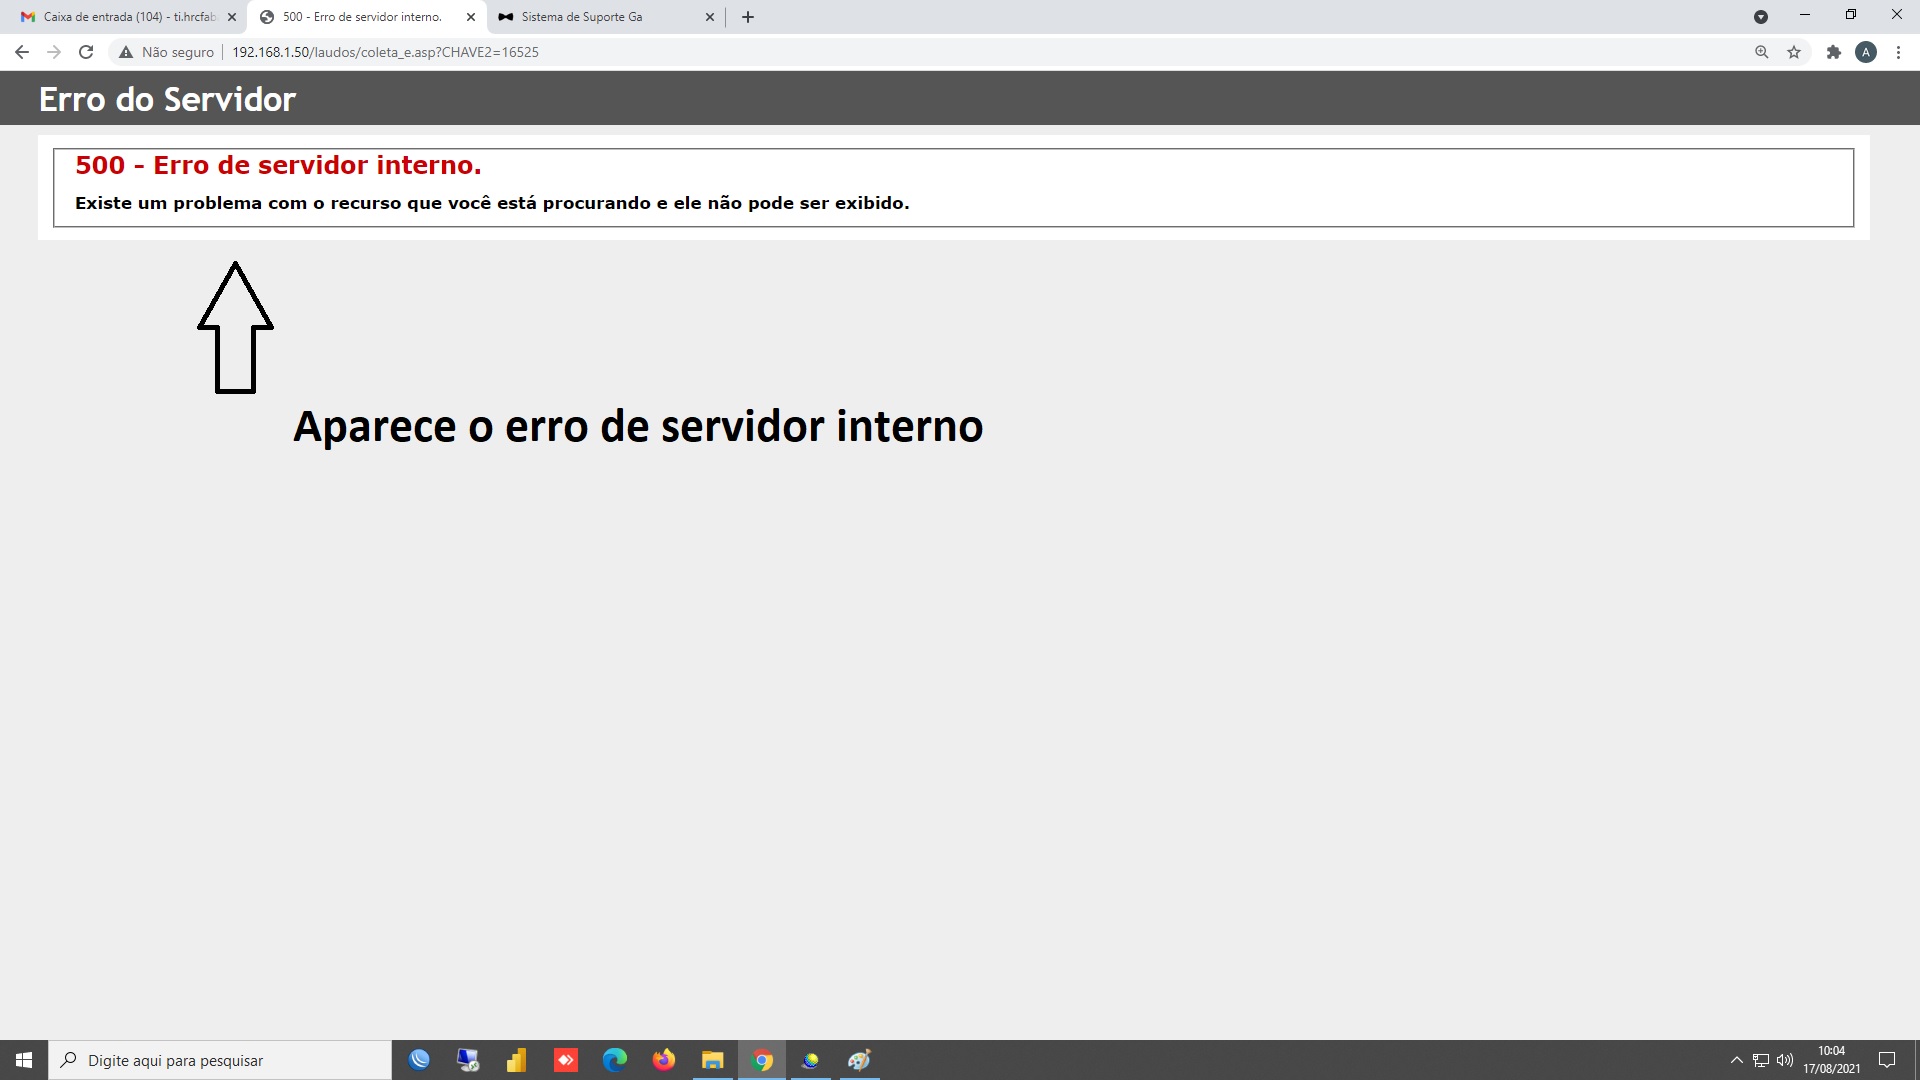 Caixa de entrada (104) - ti.hrcfab
500 - Erro de servidor interno.
Sistema de Suporte Ga
Não seguro
192.168.1.50/laudos/coleta_e.asp?CHAVE2=16525
A
Erro do Servidor
500 - Erro de servidor interno.
Existe um problema com o recurso que você está procurando e ele não pode ser exibido.
Aparece o erro de servidor interno
Digite aqui para pesquisar
10:04
17/08/2021